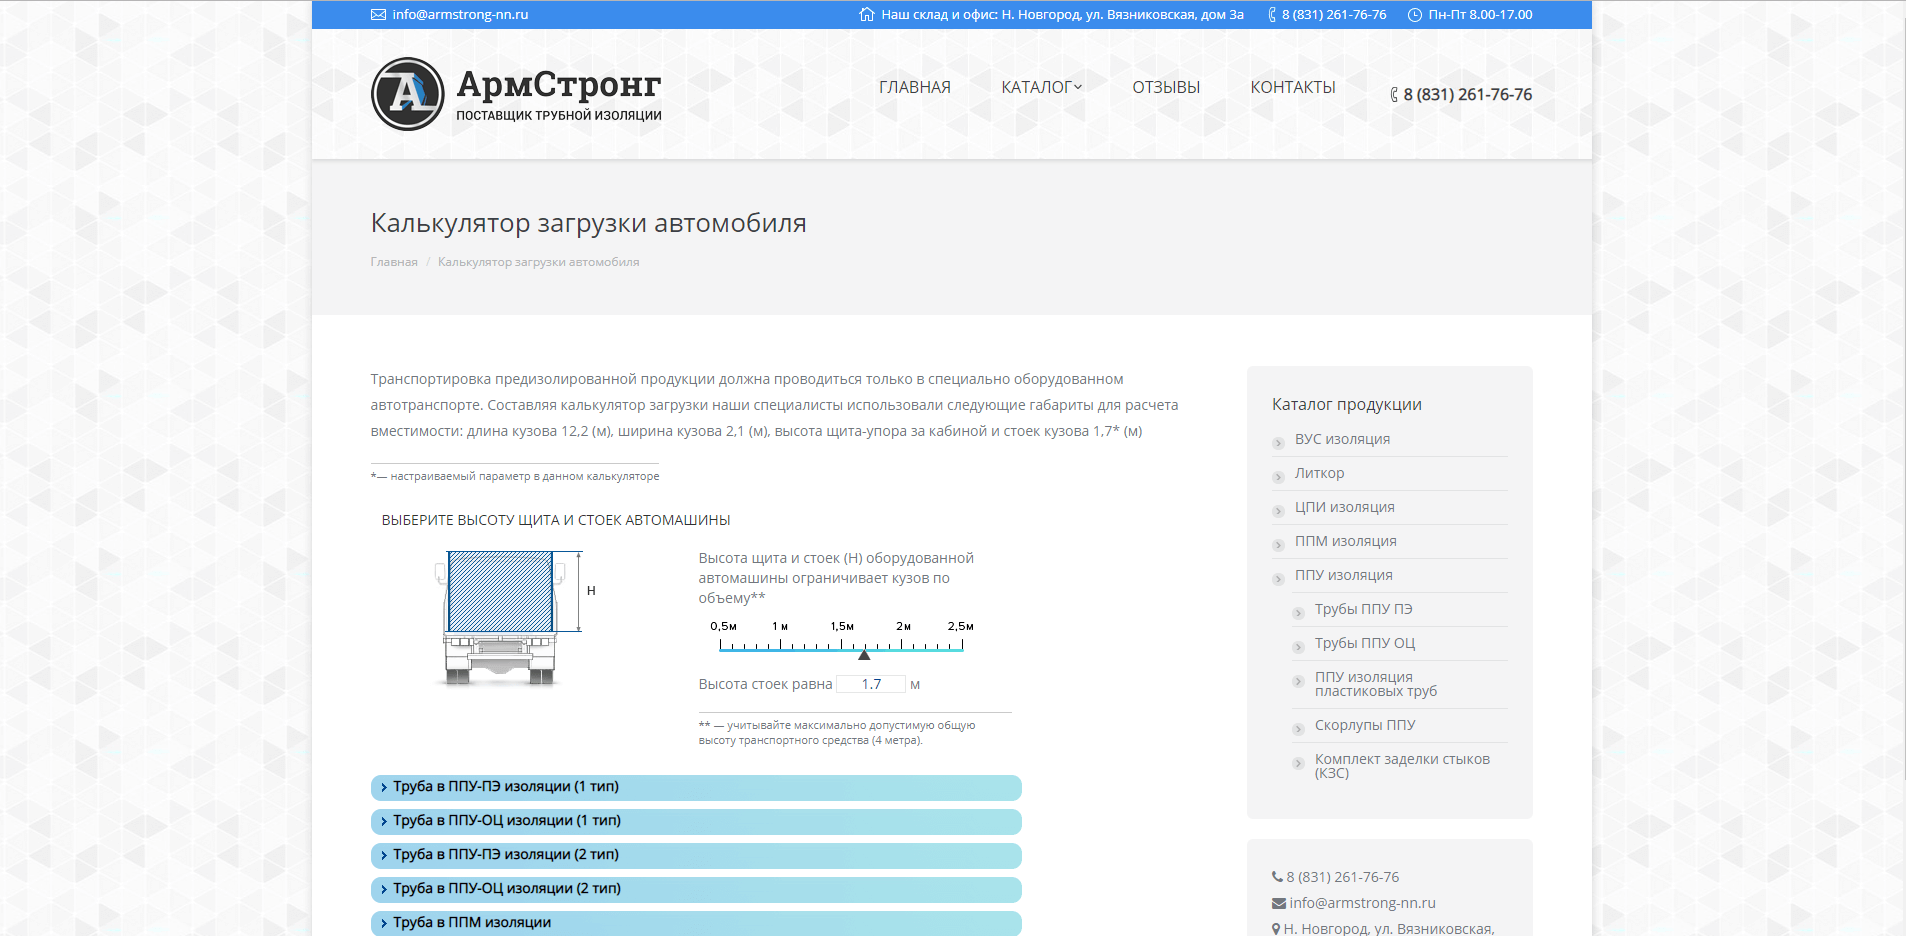 info@armstrong-nn.ru
Наш склад и офис: Н. Новгород, ул. Вязниковская, дом 3а
8 (831) 261-76-76
Пн-Пт 8.00-17.00
АрмСтронг
ПОСТАВЩИК ТРУБНОЙ ИЗОЛЯЦИИ
ГЛАВНАЯ
КАТАЛОГ
ОТЗЫВЫ
КОНТАКТЫ
8 (831) 261-76-76
Калькулятор загрузки автомобиля
Главная / Калькулятор загрузки автомобиля
Транспортировка предизолированной продукции должна проводиться только в специально оборудованном
автотранспорте. Составляя калькулятор загрузки наши специалисты использовали следующие габариты для расчета
вместимости: длина кузова 12,2 (м), ширина кузова 2,1 (м), высота щита-упора за кабиной и стоек кузова 1,7* (м)
*— настраиваемый параметр в данном калькуляторе
ВЫБЕРИТЕ ВЫСОТУ ЩИТА И СТОЕК АВТОМАШИНЫ
H
Высота щита и стоек (Н) оборудованной
автомашины ограничивает кузов по
объему**
0,5м 1 м 1,5м 2м 2,5м
Высота стоек равна 1.7 м
** — учитывайте максимально допустимую общую
высоту транспортного средства (4 метра).
Труба в ППУ-ПЭ изоляции (1 тип)
Труба в ППУ-ОЦ изоляции (1 тип)
Труба в ППУ-ПЭ изоляции (2 тип)
Труба в ППУ-ОЦ изоляции (2 тип)
Труба в ППМ изоляции
Каталог продукции
ВУС изоляция
Литкор
ЦПИ изоляция
ППМ изоляция
ППУ изоляция
Трубы ППУ ПЭ
Трубы ППУ ОЦ
ППУ изоляция
пластиковых труб
Скорлупы ППУ
Комплект заделки стыков
(КЗС)
8 (831) 261-76-76
info@armstrong-nn.ru
Н. Новгород, ул. Вязниковская,